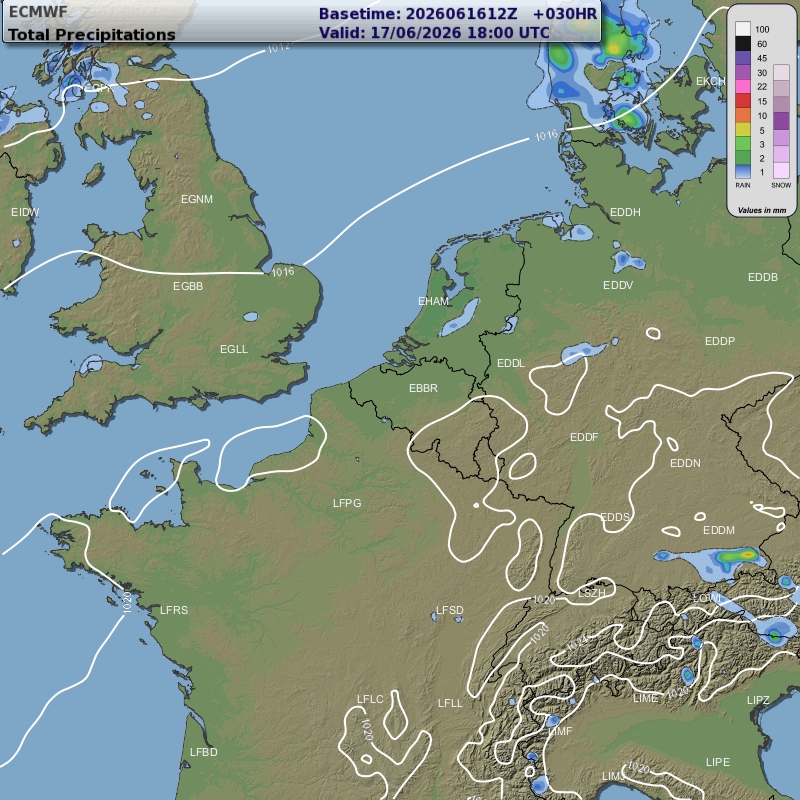 ECMWF
Basetime: 2026061612Z +030HR
Total Precipitations
Valid: 17/06/2026 18:00 UTC
1012
EKCH
1016
EIDW
EGNM
EDDH
1016
EGBB
EDDV
EDDB
EHAM
EGLL
EDDL
EDDP
EBBR
EDDF
EDDN
LFPG
EDDS
EDDM
1020
LFRS
1020
LSZH
LOWI
LFSD
1020
1024
LFLC
LFLL
LIME
1020
LIPZ
1020
LIMF
LFBD
LIPE
1020
100
60
45
30
22
15
10
5
3
2
1
RAIN SNOW
Values in mm